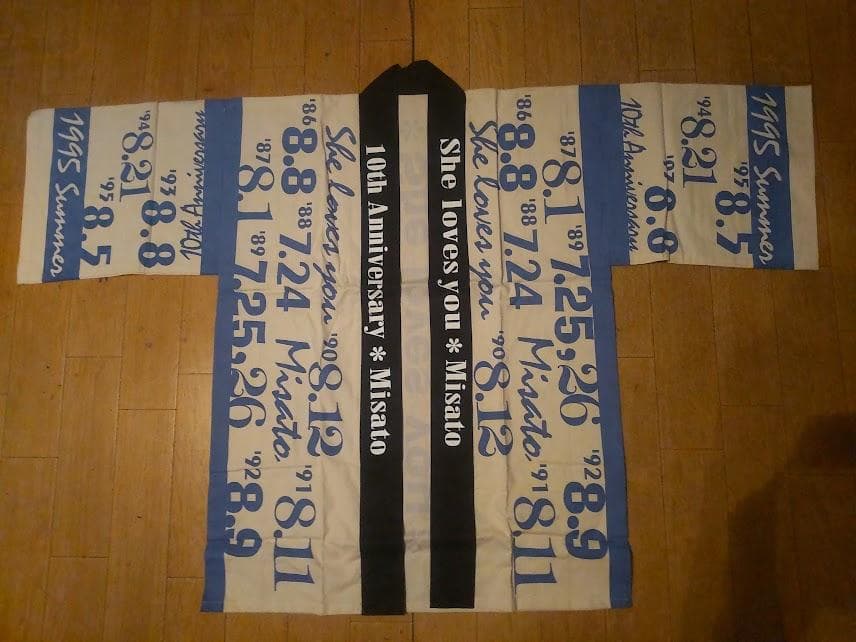 1995 Summer
'94 8.21 '95 8.5
'93 8.8
10th Anniversary
'87 8.1 '89 7.25,26 '92 8.9
'86 8.8 '88 7.24 Misato. '91 8.11
She loves you '90 8.12
10th Anniversary * Misato
She loves you
She loves you * Misato
She loves you '90 8.12
'86 8.8 '88 7.24 Misato. '91 8.11
'87 8.1 '89 7.25,26 '92 8.9
10th Anniversary
'93 8.8
'94 8.21 '95 8.5
1995 Summer